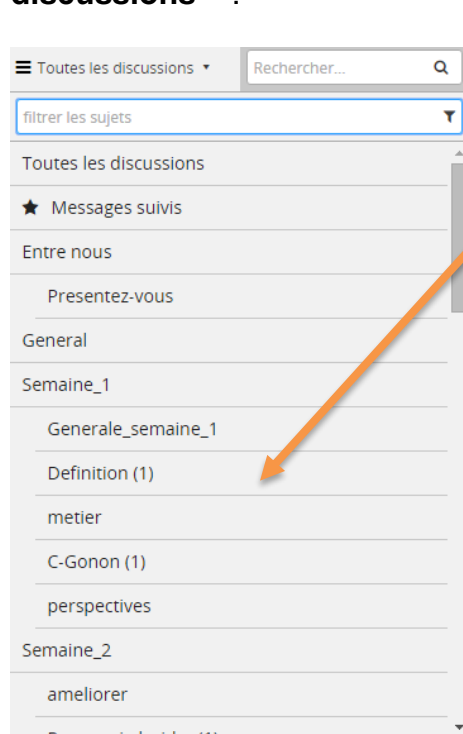 discussions
☰ Toutes les discussions ▾ Rechercher...
filtrer les sujets
Toutes les discussions
★ Messages suivis
Entre nous
Presentez-vous
General
Semaine_1
Generale_semaine_1
Definition (1)
metier
C-Gonon (1)
perspectives
Semaine_2
ameliorer